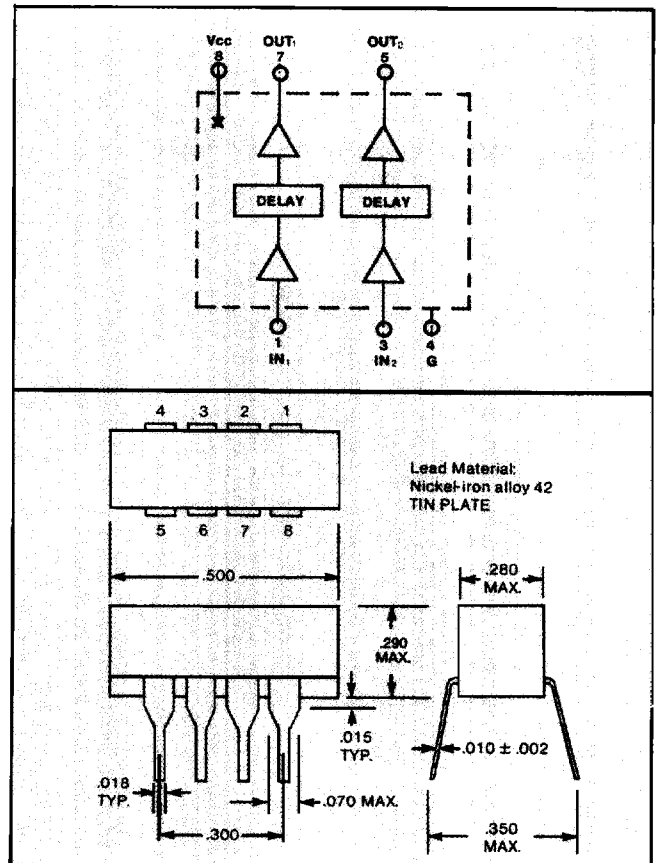 Vcc OUT₁ OUT₂
8 7 5
DELAY DELAY
1 3 4
IN₁ IN₂ G
4 3 2 1
5 6 7 8
Lead Material:
Nickel-iron alloy 42
TIN PLATE
.500
.280
MAX.
.290
MAX.
.015
TYP.
.010 ± .002
.018
TYP.
.070 MAX.
.300
.350
MAX.